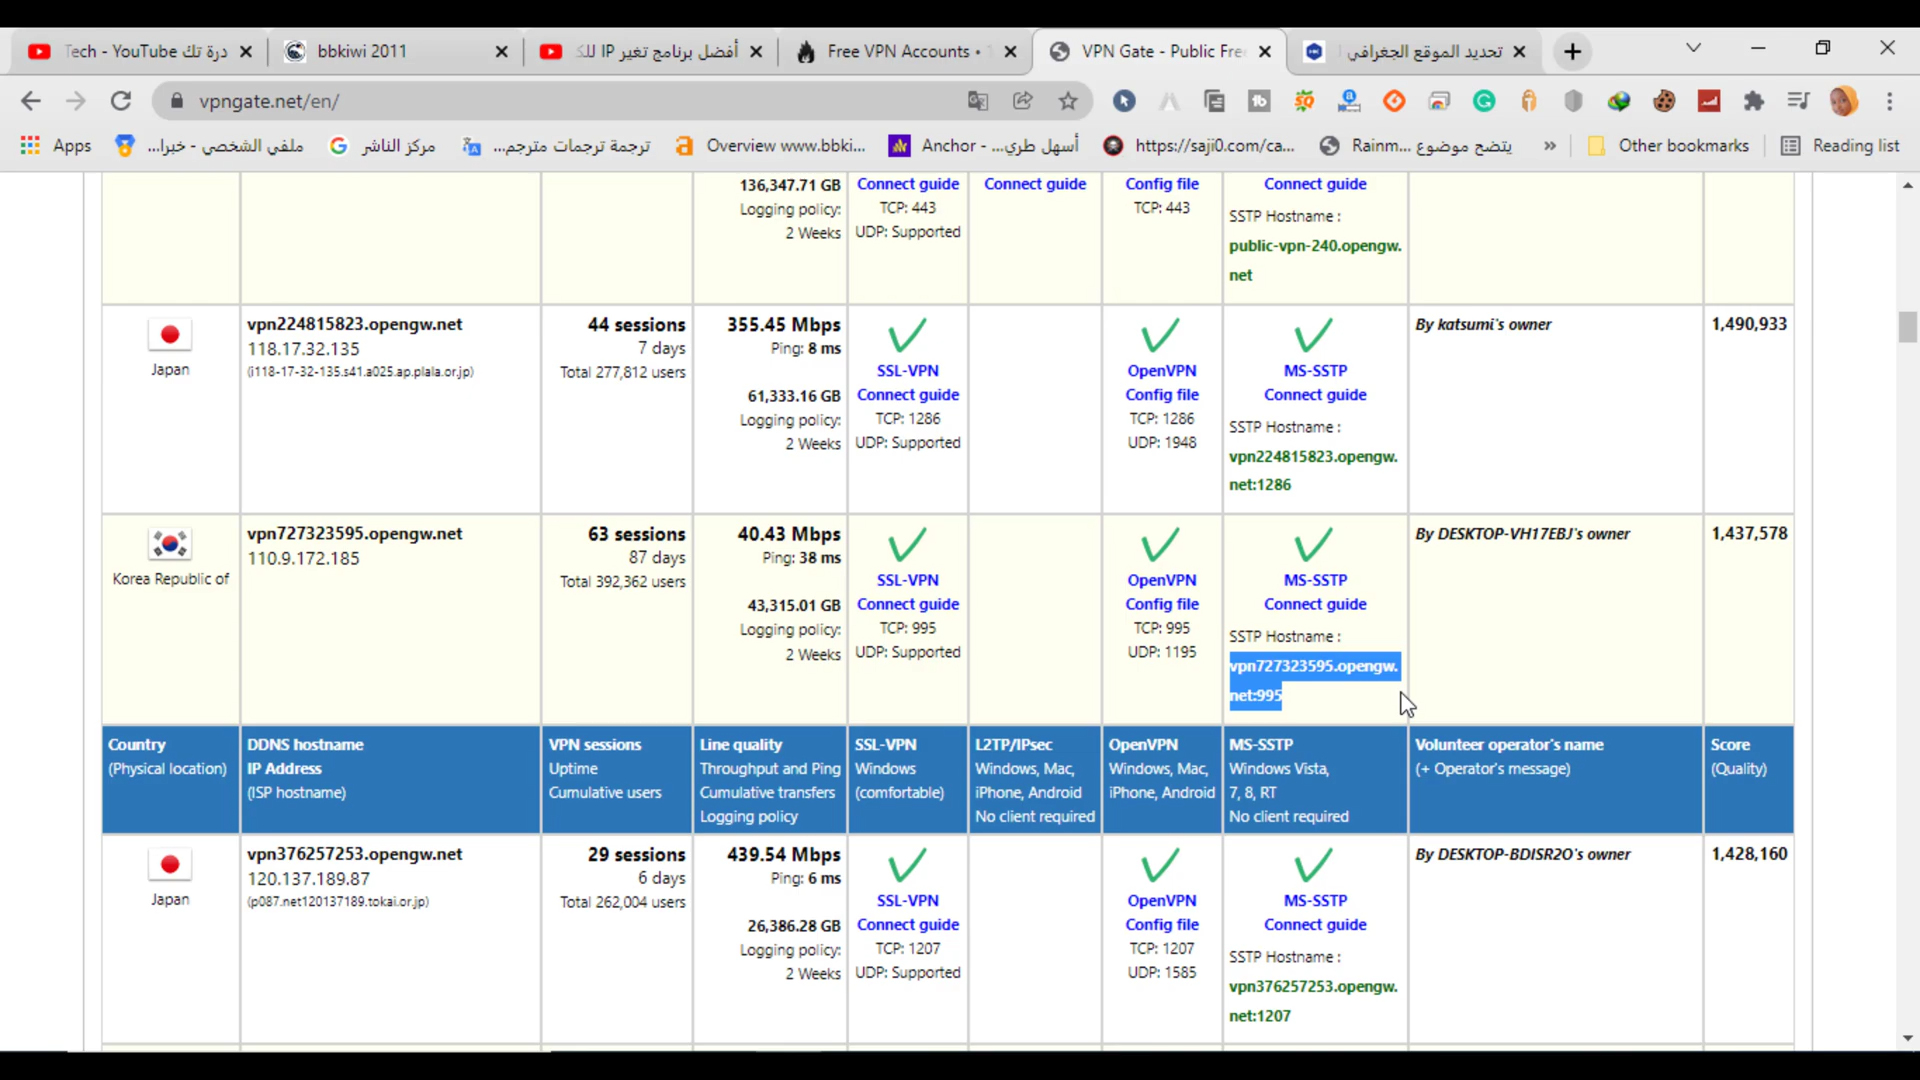 درة تك Tech - YouTube
bbkiwi 2011
أفضل برنامج تغير IP للك
Free VPN Accounts •
VPN Gate - Public Fre
تحديد الموقع الجغرافي
vpngate.net/en/
Apps
ملفي الشخصي - خبرا...
مركز الناشر
ترجمة ترجمات مترجم...
Overview www.bbki...
Anchor - أسهل طري...
https://saji0.com/ca...
Rainm... يتضح موضوع
»
Other bookmarks
Reading list
136,347.71 GB
Logging policy:
2 Weeks
Connect guide
TCP: 443
UDP: Supported
Connect guide
Config file
TCP: 443
Connect guide
SSTP Hostname :
public-vpn-240.opengw.
net
Japan
vpn224815823.opengw.net
118.17.32.135
(i118-17-32-135.s41.a025.ap.plala.or.jp)
44 sessions
7 days
Total 277,812 users
355.45 Mbps
Ping: 8 ms
61,333.16 GB
Logging policy:
2 Weeks
SSL-VPN
Connect guide
TCP: 1286
UDP: Supported
OpenVPN
Config file
TCP: 1286
UDP: 1948
MS-SSTP
Connect guide
SSTP Hostname :
vpn224815823.opengw.
net:1286
By katsumi's owner
1,490,933
Korea Republic of
vpn727323595.opengw.net
110.9.172.185
63 sessions
87 days
Total 392,362 users
40.43 Mbps
Ping: 38 ms
43,315.01 GB
Logging policy:
2 Weeks
SSL-VPN
Connect guide
TCP: 995
UDP: Supported
OpenVPN
Config file
TCP: 995
UDP: 1195
MS-SSTP
Connect guide
SSTP Hostname :
vpn727323595.opengw.
net:995
By DESKTOP-VH17EBJ's owner
1,437,578
Country
(Physical location)
DDNS hostname
IP Address
(ISP hostname)
VPN sessions
Uptime
Cumulative users
Line quality
Throughput and Ping
Cumulative transfers
Logging policy
SSL-VPN
Windows
(comfortable)
L2TP/IPsec
Windows, Mac,
iPhone, Android
No client required
OpenVPN
Windows, Mac,
iPhone, Android
MS-SSTP
Windows Vista,
7, 8, RT
No client required
Volunteer operator's name
(+ Operator's message)
Score
(Quality)
Japan
vpn376257253.opengw.net
120.137.189.87
(p087.net120137189.tokai.or.jp)
29 sessions
6 days
Total 262,004 users
439.54 Mbps
Ping: 6 ms
26,386.28 GB
Logging policy:
2 Weeks
SSL-VPN
Connect guide
TCP: 1207
UDP: Supported
OpenVPN
Config file
TCP: 1207
UDP: 1585
MS-SSTP
Connect guide
SSTP Hostname :
vpn376257253.opengw.
net:1207
By DESKTOP-BDISR2O's owner
1,428,160